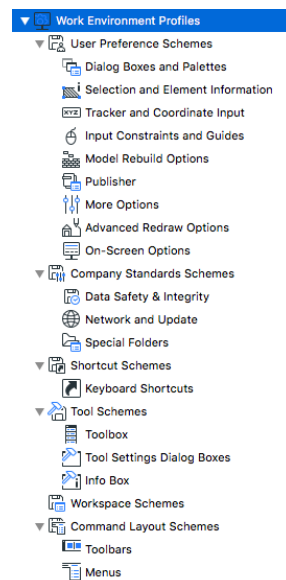 Work Environment Profiles
User Preference Schemes
Dialog Boxes and Palettes
Selection and Element Information
XYZ Tracker and Coordinate Input
Input Constraints and Guides
Model Rebuild Options
Publisher
More Options
Advanced Redraw Options
On-Screen Options
Company Standards Schemes
Data Safety & Integrity
Network and Update
Special Folders
Shortcut Schemes
Keyboard Shortcuts
Tool Schemes
Toolbox
Tool Settings Dialog Boxes
Info Box
Workspace Schemes
Command Layout Schemes
Toolbars
Menus